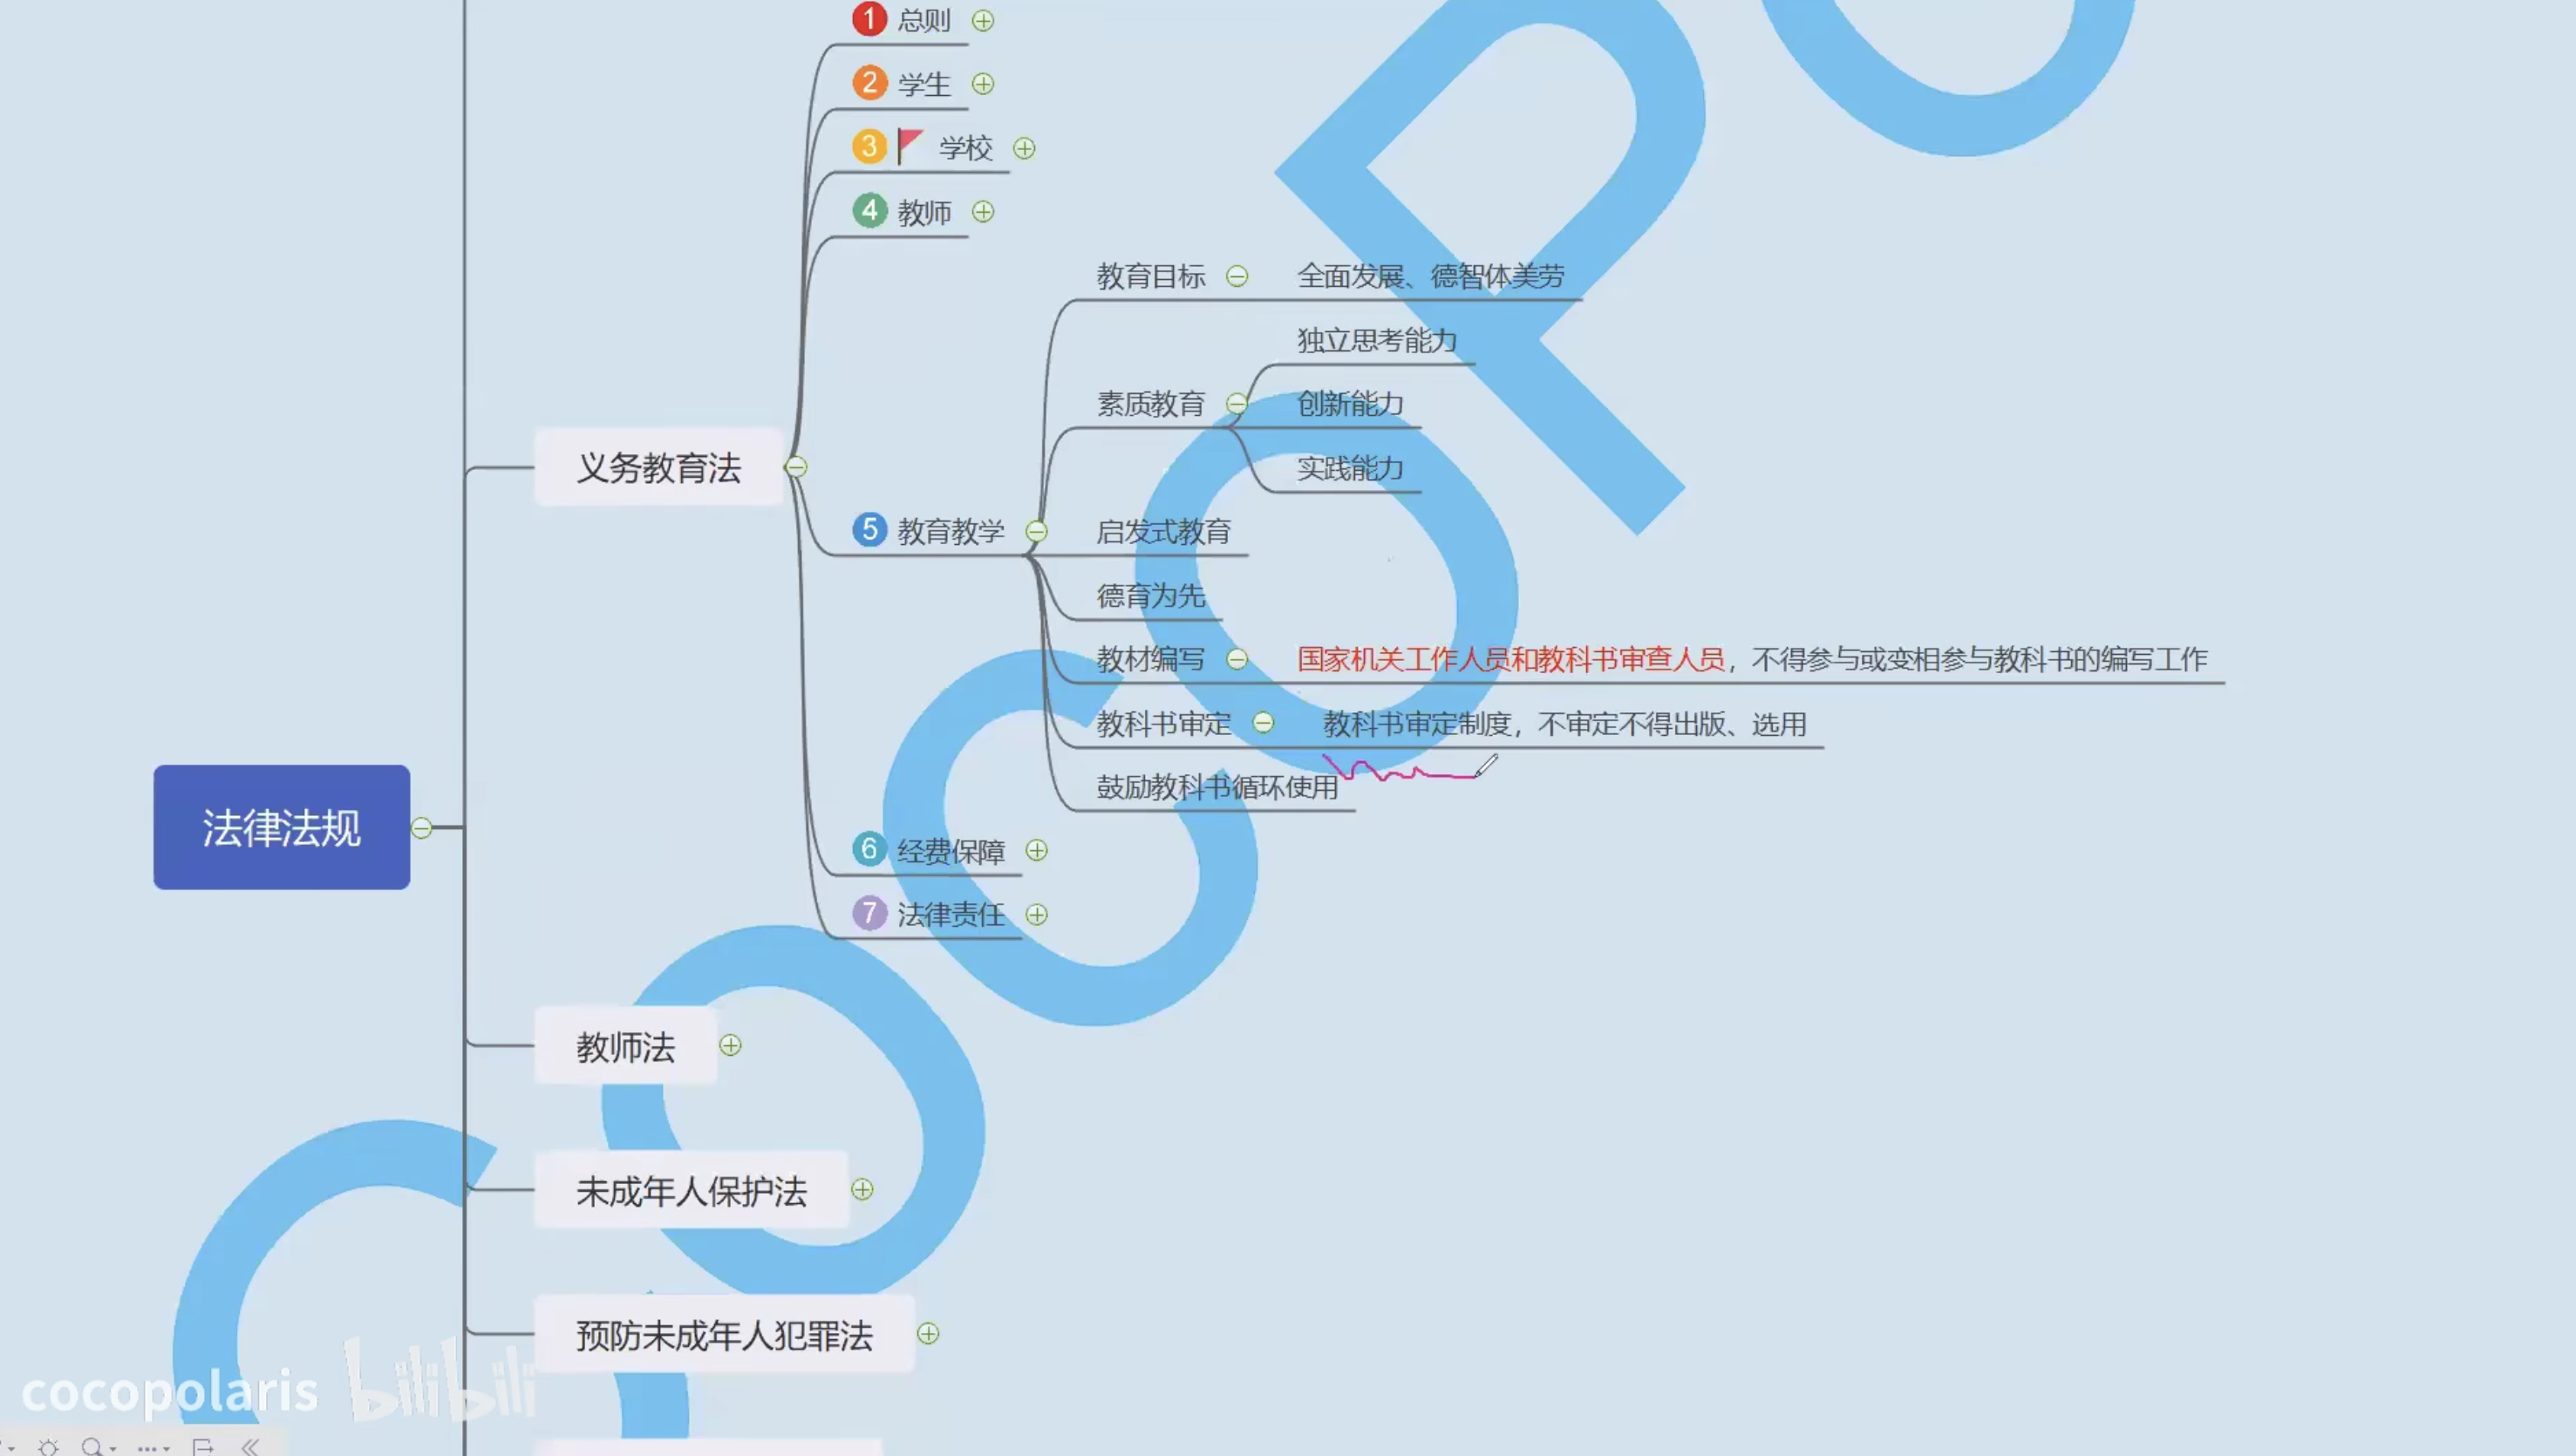 1 总则
2 学生
3 学校
4 教师
教育目标 全面发展、德智体美劳
独立思考能力
素质教育 创新能力
实践能力
义务教育法
5 教育教学 启发式教育
德育为先
教材编写 国家机关工作人员和教科书审查人员，不得参与或变相参与教科书的编写工作
教科书审定 教科书审定制度，不审定不得出版、选用
鼓励教科书循环使用
法律法规
6 经费保障
7 法律责任
教师法
未成年人保护法
预防未成年人犯罪法
cocopolaris bilibili
COCOPO